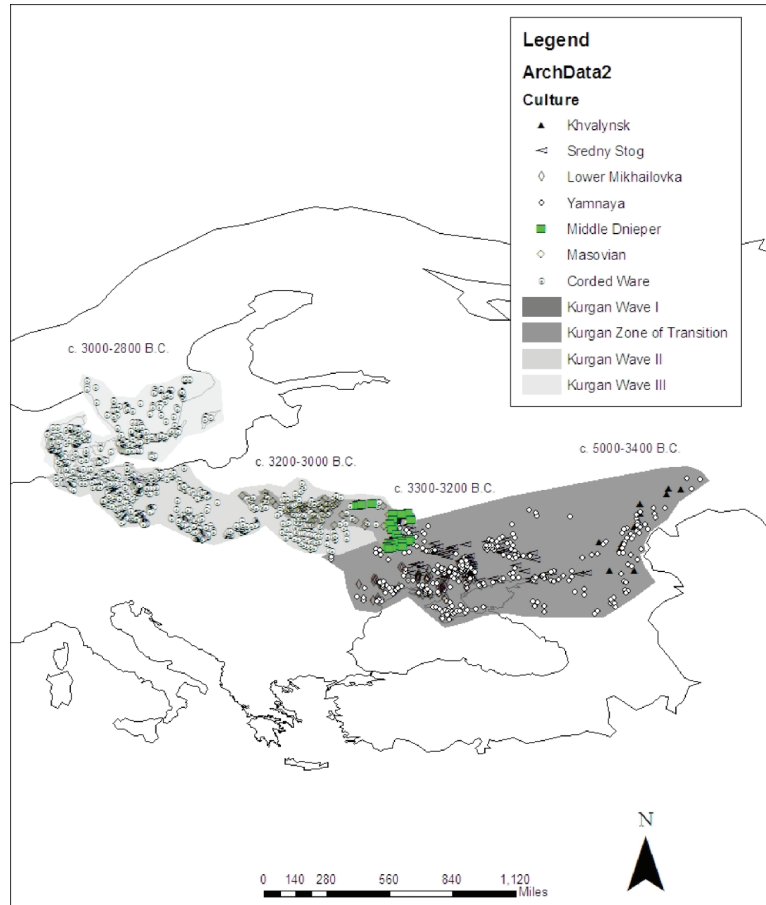 Legend
ArchData2
Culture
Khvalynsk
Sredny Stog
Lower Mikhailovka
Yamnaya
Middle Dnieper
Masovian
Corded Ware
Kurgan Wave I
Kurgan Zone of Transition
Kurgan Wave II
Kurgan Wave III
c. 3000-2800 B.C.
c. 3200-3000 B.C.
c. 3300-3200 B.C.
c. 5000-3400 B.C.
N
0 140 280 560 840 1,120
Miles